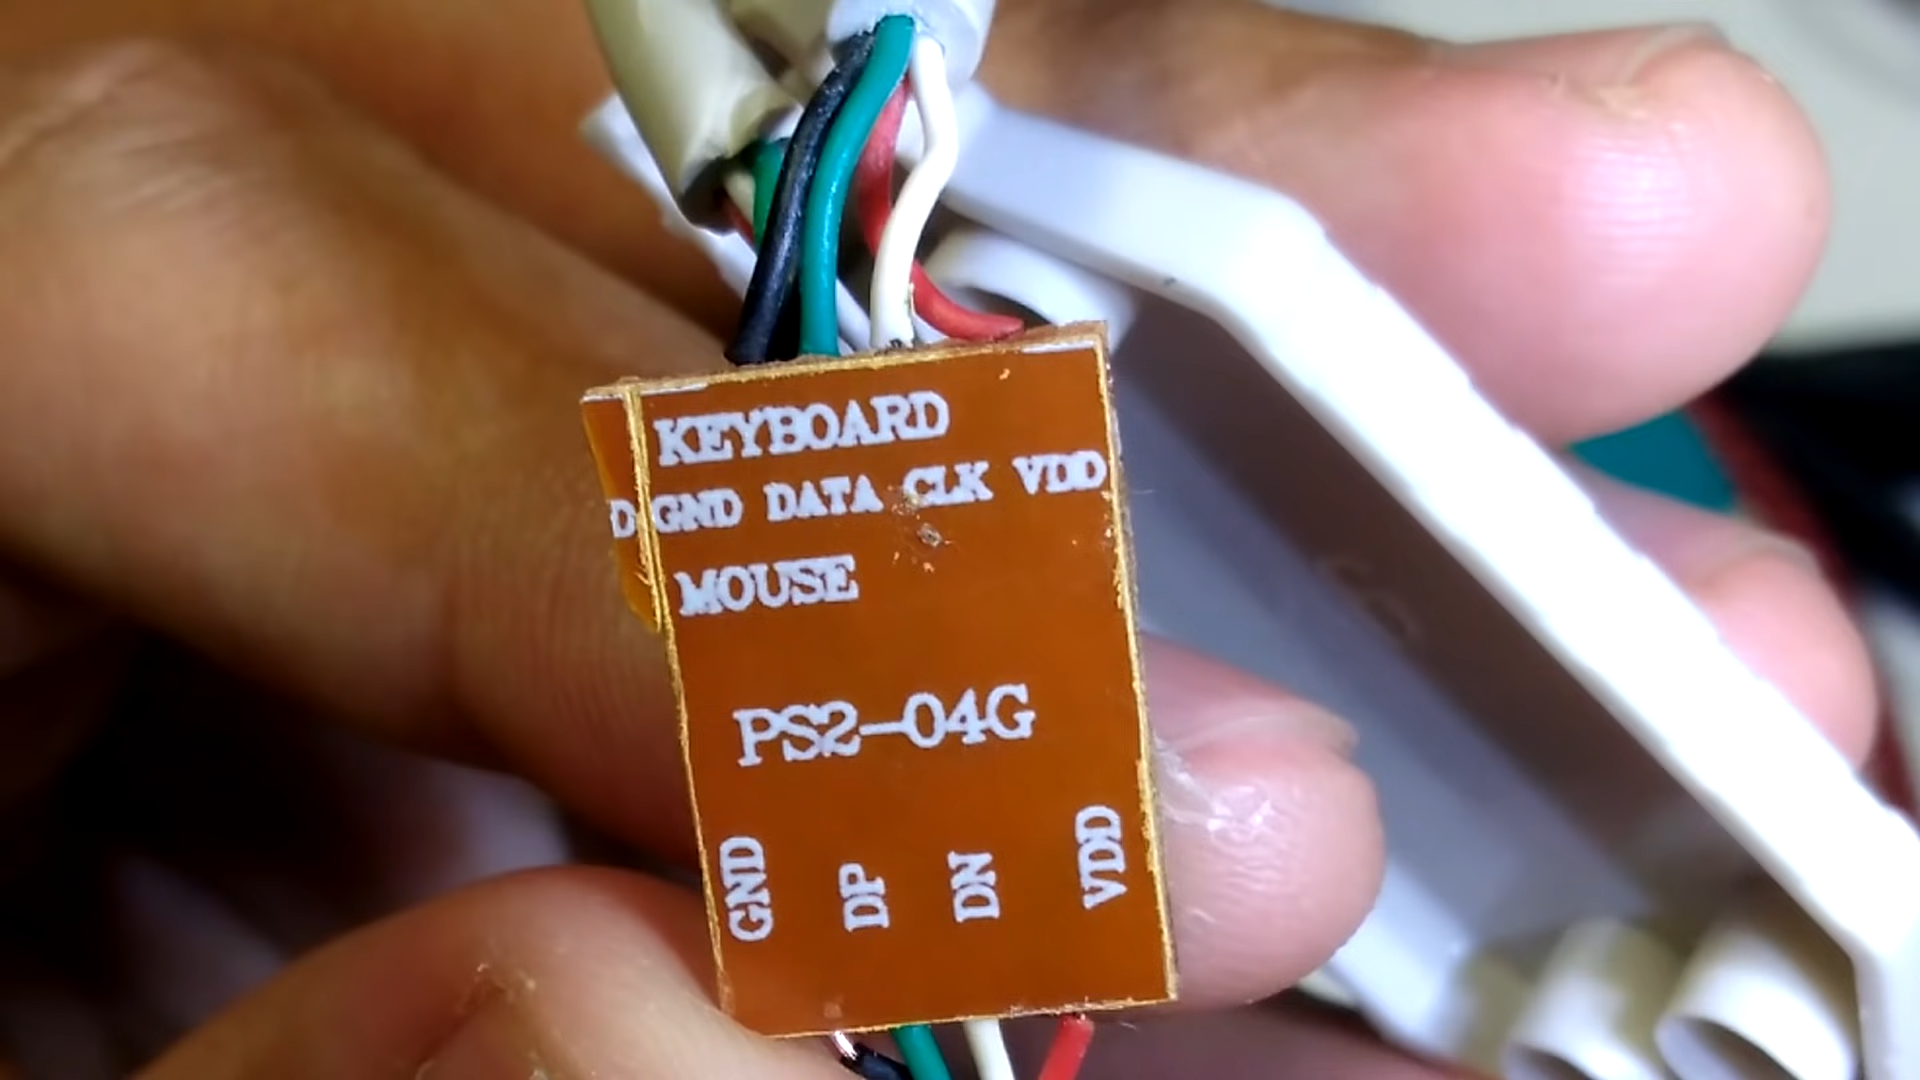 KEYBOARD
D GND DATA CLK VDD
MOUSE
PS2-04G
GND DP DN VDD